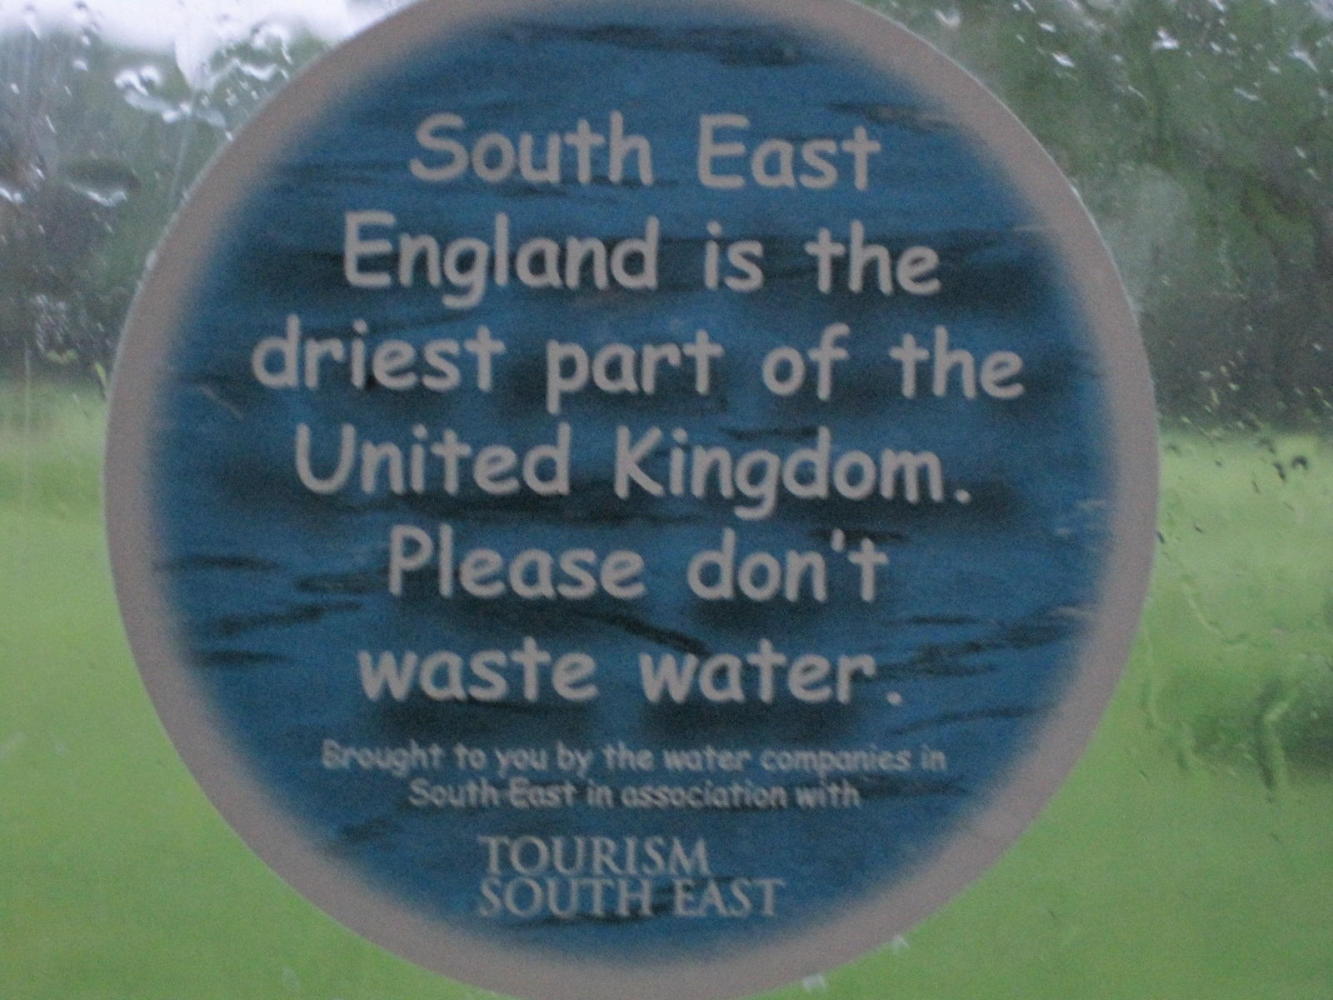 South East
England is the
driest part of the
United Kingdom.
Please don't
waste water.
Brought to you by the water companies in
South East in association with
TOURISM
SOUTH EAST